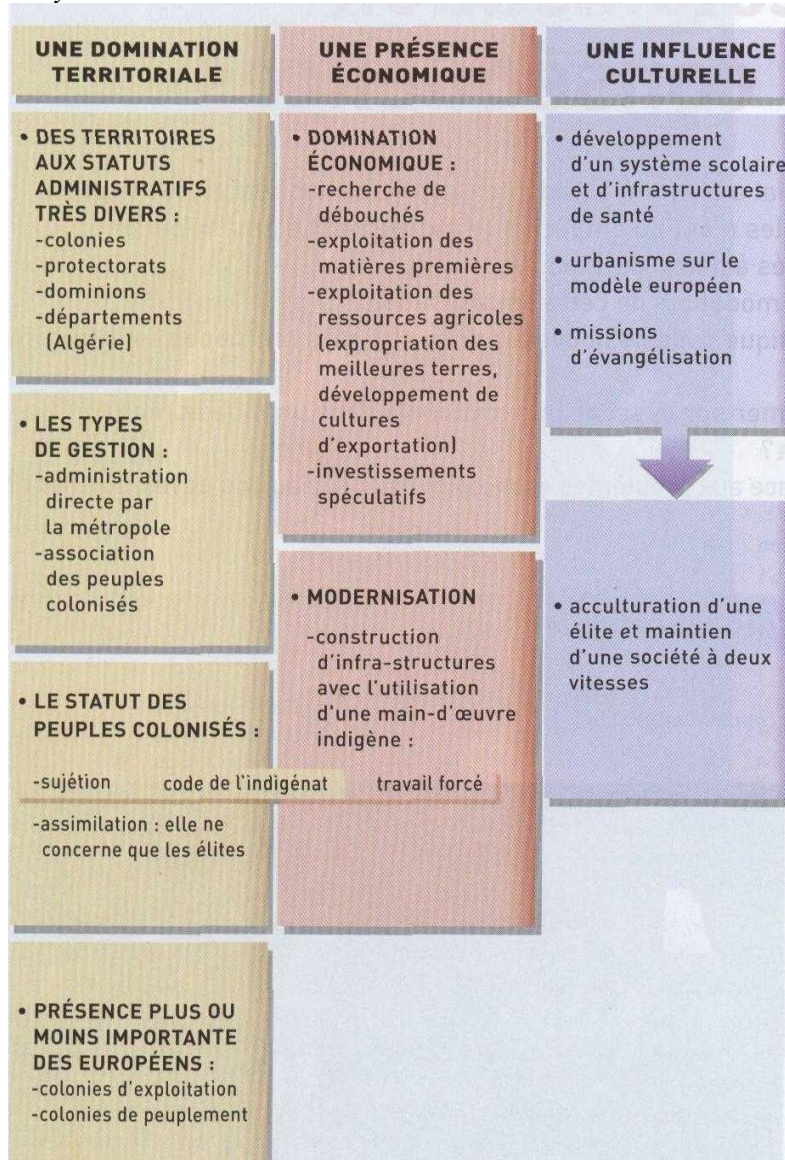 UNE DOMINATION
TERRITORIALE
• DES TERRITOIRES
AUX STATUTS
ADMINISTRATIFS
TRÈS DIVERS :
-colonies
-protectorats
-dominions
-départements
(Algérie)
• LES TYPES
DE GESTION :
-administration
directe par
la métropole
-association
des peuples
colonisés
• LE STATUT DES
PEUPLES COLONISÉS :
-sujétion code de l'indigénat travail forcé
-assimilation : elle ne
concerne que les élites
• PRÉSENCE PLUS OU
MOINS IMPORTANTE
DES EUROPÉENS :
-colonies d'exploitation
-colonies de peuplement
UNE PRÉSENCE
ÉCONOMIQUE
• DOMINATION
ÉCONOMIQUE :
-recherche de
débouchés
-exploitation des
matières premières
-exploitation des
ressources agricoles
(expropriation des
meilleures terres,
développement de
cultures
d'exportation)
-investissements
spéculatifs
• MODERNISATION
-construction
d'infra-structures
avec l'utilisation
d'une main-d'œuvre
indigène :
UNE INFLUENCE
CULTURELLE
• développement
d'un système scolaire
et d'infrastructures
de santé
• urbanisme sur le
modèle européen
• missions
d'évangélisation
• acculturation d'une
élite et maintien
d'une société à deux
vitesses